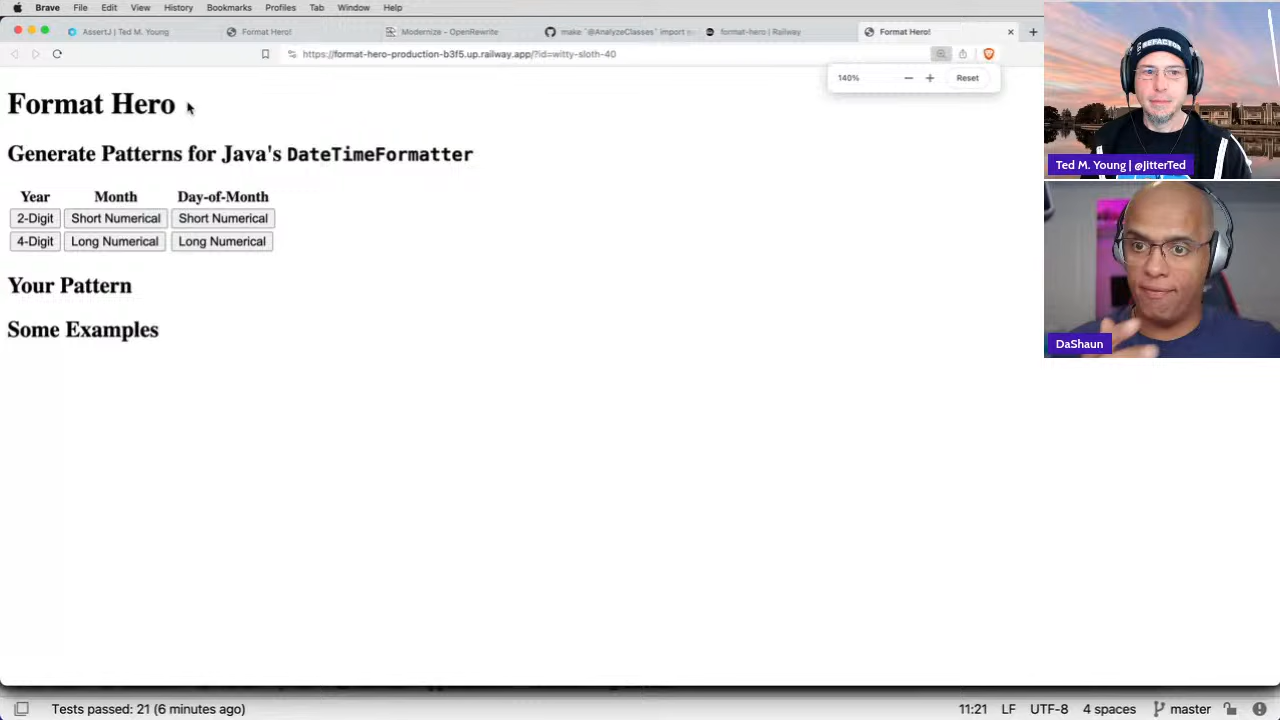 Brave File Edit View History Bookmarks Profiles Tab Window Help
AssertJ | Ted M. Young Format Hero! Modernize - OpenRewrite make `@AnalyzeClasses` import s format-hero | Railway Format Hero!
https://format-hero-production-b3f5.up.railway.app/?id=witty-sloth-40
140% Reset
Format Hero
Generate Patterns for Java's DateTimeFormatter
Year Month Day-of-Month
2-Digit Short Numerical Short Numerical
4-Digit Long Numerical Long Numerical
Your Pattern
Some Examples
REFACTOR
Ted M. Young | @JitterTed
DaShaun
Tests passed: 21 (6 minutes ago) 11:21 LF UTF-8 4 spaces master